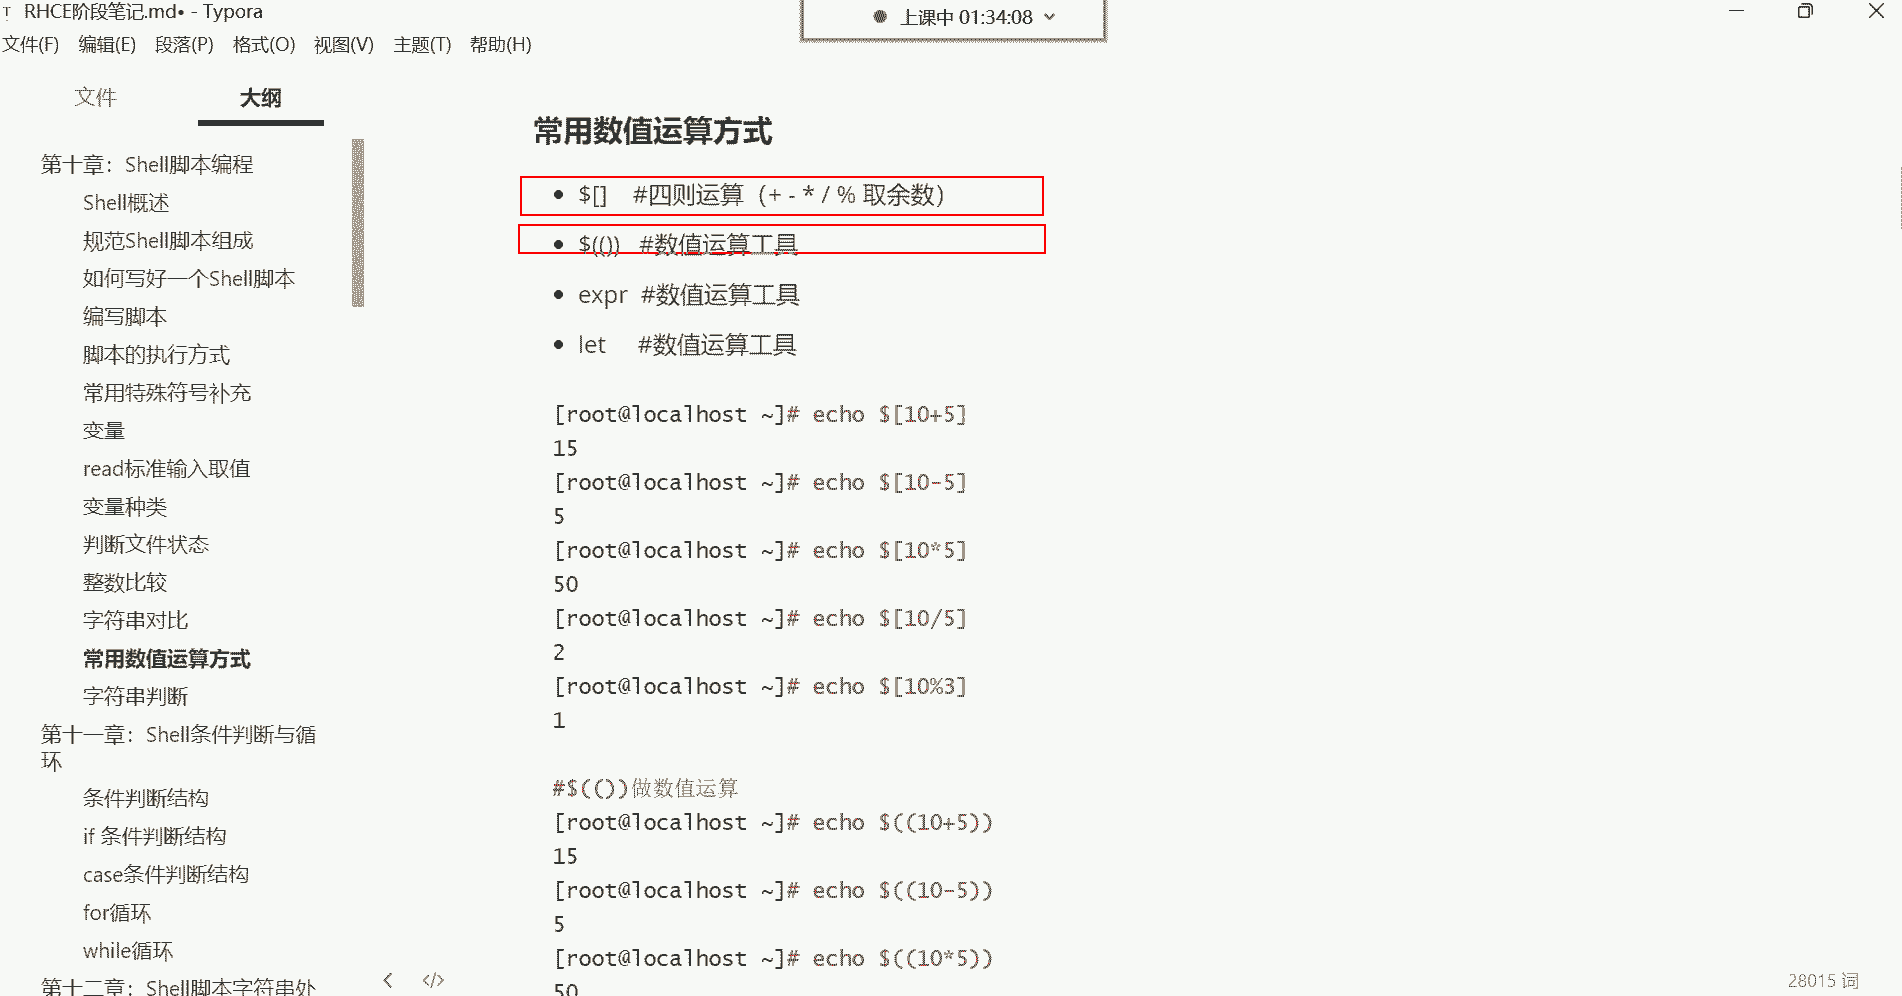 RHCE阶段笔记.md• - Typora
上课中 01:34:08
文件(F) 编辑(E) 段落(P) 格式(O) 视图(V) 主题(T) 帮助(H)
文件 大纲
第十章：Shell脚本编程
Shell概述
规范Shell脚本组成
如何写好一个Shell脚本
编写脚本
脚本的执行方式
常用特殊符号补充
变量
read标准输入取值
变量种类
判断文件状态
整数比较
字符串对比
常用数值运算方式
字符串判断
第十一章：Shell条件判断与循
环
条件判断结构
if 条件判断结构
case条件判断结构
for循环
while循环
第十二章：Shell脚本字符串处
常用数值运算方式
• $[] #四则运算（+ - * / % 取余数）
• $(()) #数值运算工具
• expr #数值运算工具
• let #数值运算工具
[root@localhost ~]# echo $[10+5]
15
[root@localhost ~]# echo $[10-5]
5
[root@localhost ~]# echo $[10*5]
50
[root@localhost ~]# echo $[10/5]
2
[root@localhost ~]# echo $[10%3]
1
#$(())做数值运算
[root@localhost ~]# echo $((10+5))
15
[root@localhost ~]# echo $((10-5))
5
[root@localhost ~]# echo $((10*5))
50
28015 词